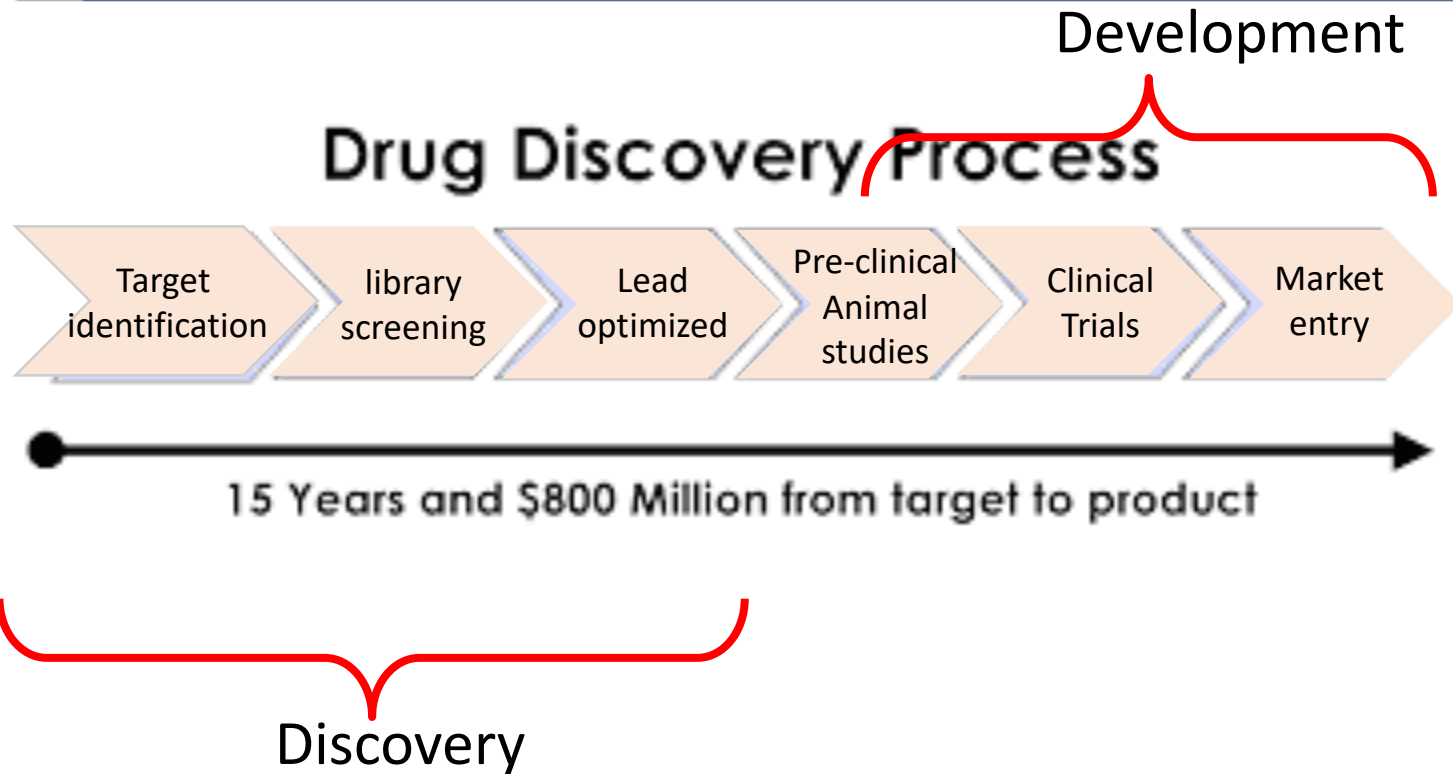 Development
Drug Discovery Process
Target
identification
library
screening
Lead
optimized
Pre-clinical
Animal
studies
Clinical
Trials
Market
entry
15 Years and $800 Million from target to product
Discovery